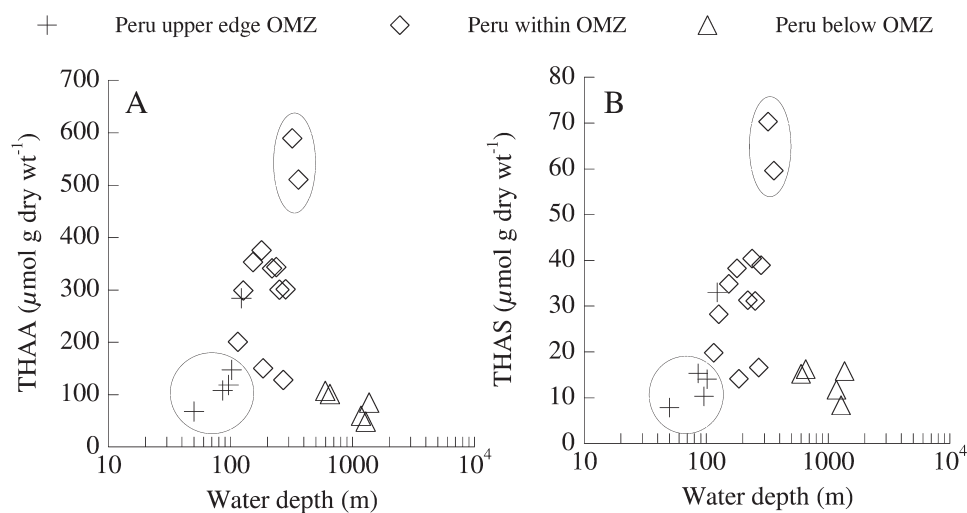 Peru upper edge OMZ Peru within OMZ Peru below OMZ
A
THAA (µmol g dry wt⁻¹)
700
600
500
400
300
200
100
0
10 100 1000 10⁴
Water depth (m)
B
THAS (µmol g dry wt⁻¹)
80
70
60
50
40
30
20
10
0
10 100 1000 10⁴
Water depth (m)